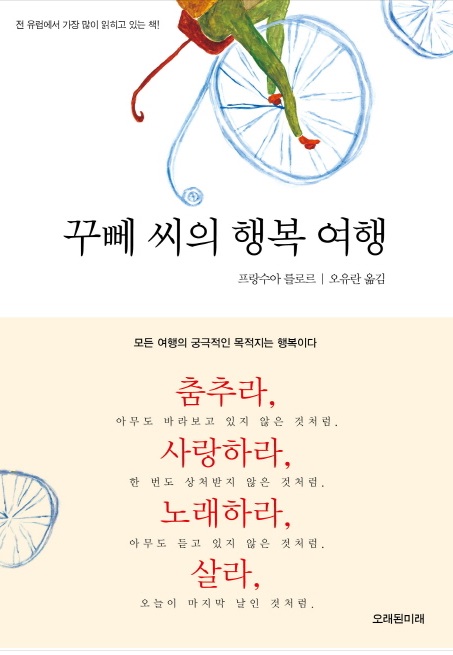 전 유럽에서 가장 많이 읽히고 있는 책!
꾸뻬 씨의 행복 여행
프랑수아 를로르 | 오유란 옮김
모든 여행의 궁극적인 목적지는 행복이다
춤추라,
아무도 바라보고 있지 않은 것처럼.
사랑하라,
한 번도 상처받지 않은 것처럼.
노래하라,
아무도 듣고 있지 않은 것처럼.
살라,
오늘이 마지막 날인 것처럼.
오래된미래